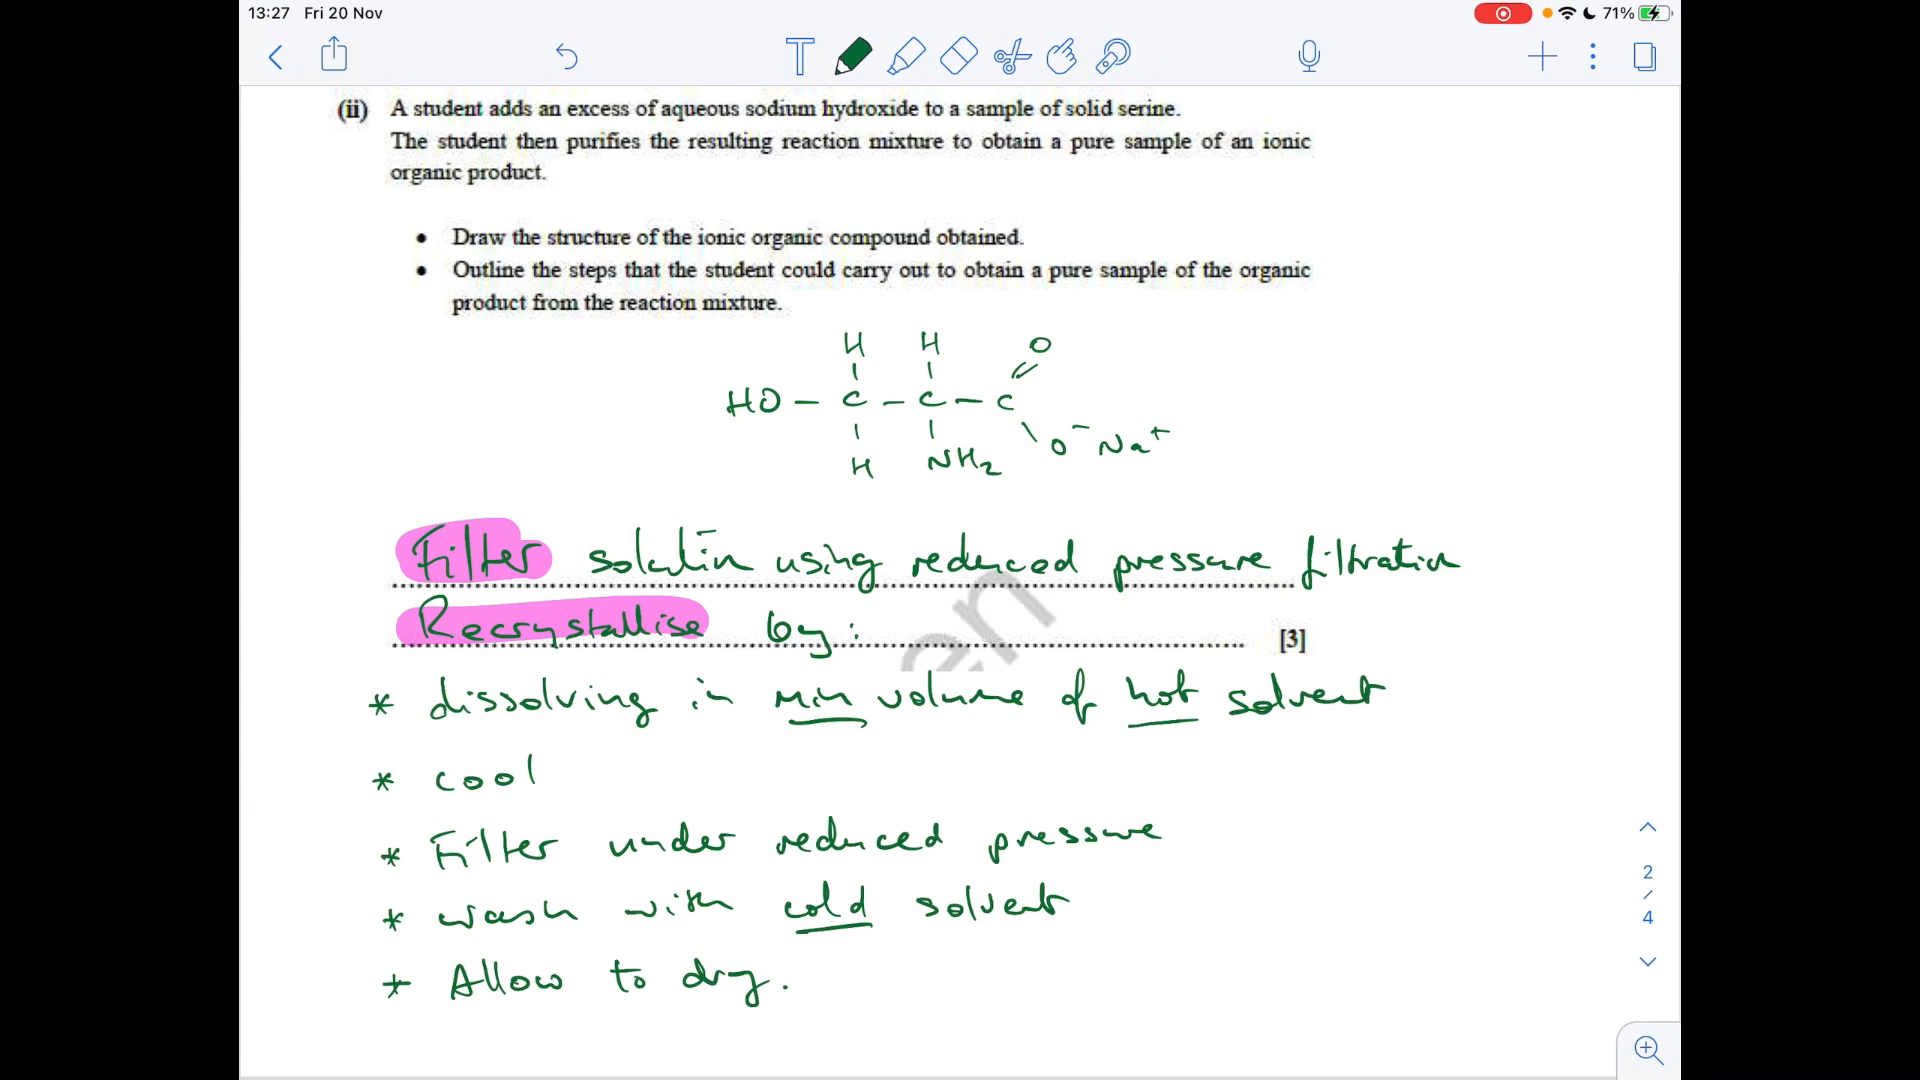 13:27 Fri 20 Nov
71%
(ii) A student adds an excess of aqueous sodium hydroxide to a sample of solid serine.
The student then purifies the resulting reaction mixture to obtain a pure sample of an ionic
organic product.
• Draw the structure of the ionic organic compound obtained.
• Outline the steps that the student could carry out to obtain a pure sample of the organic
product from the reaction mixture.
H H O
HO – C – C – C
H NH2 O⁻ Na⁺
Filter solution using reduced pressure filtration
Recrystallise by:
[3]
* dissolving in min volume of hot solvent
* cool
* Filter under reduced pressure
* wash with cold solvent
* Allow to dry.
2
/
4